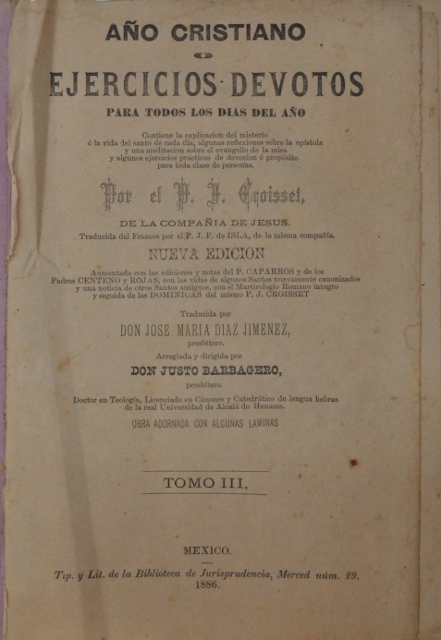 AÑO CRISTIANO
O
EJERCICIOS DEVOTOS
PARA TODOS LOS DIAS DEL AÑO
Contiene la explicacion del misterio
ó la vida del santo de cada dia, algunas reflexiones sobre la epístola
y una meditacion sobre el evangelio de la misa
y algunos ejercicios prácticos de devocion ó propósito
para toda clase de personas.
Por el P. J. Croisset,
DE LA COMPAÑIA DE JESUS.
Traducida del Frances por el P. J. F. de ISLA, de la misma compañía.
NUEVA EDICION
Aumentada con las ediciones y notas del P. CAPARROS y de los
Padres CENTENO y ROJAS, con las vidas de algunos Santos nuevamente canonizados
y una noticia de otros Santos antiguos, con el Martirologio Romano íntegro
y seguida de las DOMINICAS del mismo P. J. CROISSET
Traducida por
DON JOSE MARIA DIAZ JIMENEZ,
presbítero.
Arreglada y dirigida por
DON JUSTO BARBAGERO,
presbítero.
Doctor en Teología, Licenciado en Cánones y Catedrático de lengua hebrea
de la real Universidad de Alcalá de Henares.
OBRA ADORNADA CON ALGUNAS LAMINAS
TOMO III.
MEXICO.
Tip. y Lit. de la Biblioteca de Jurisprudencia, Merced núm. 29.
1886.